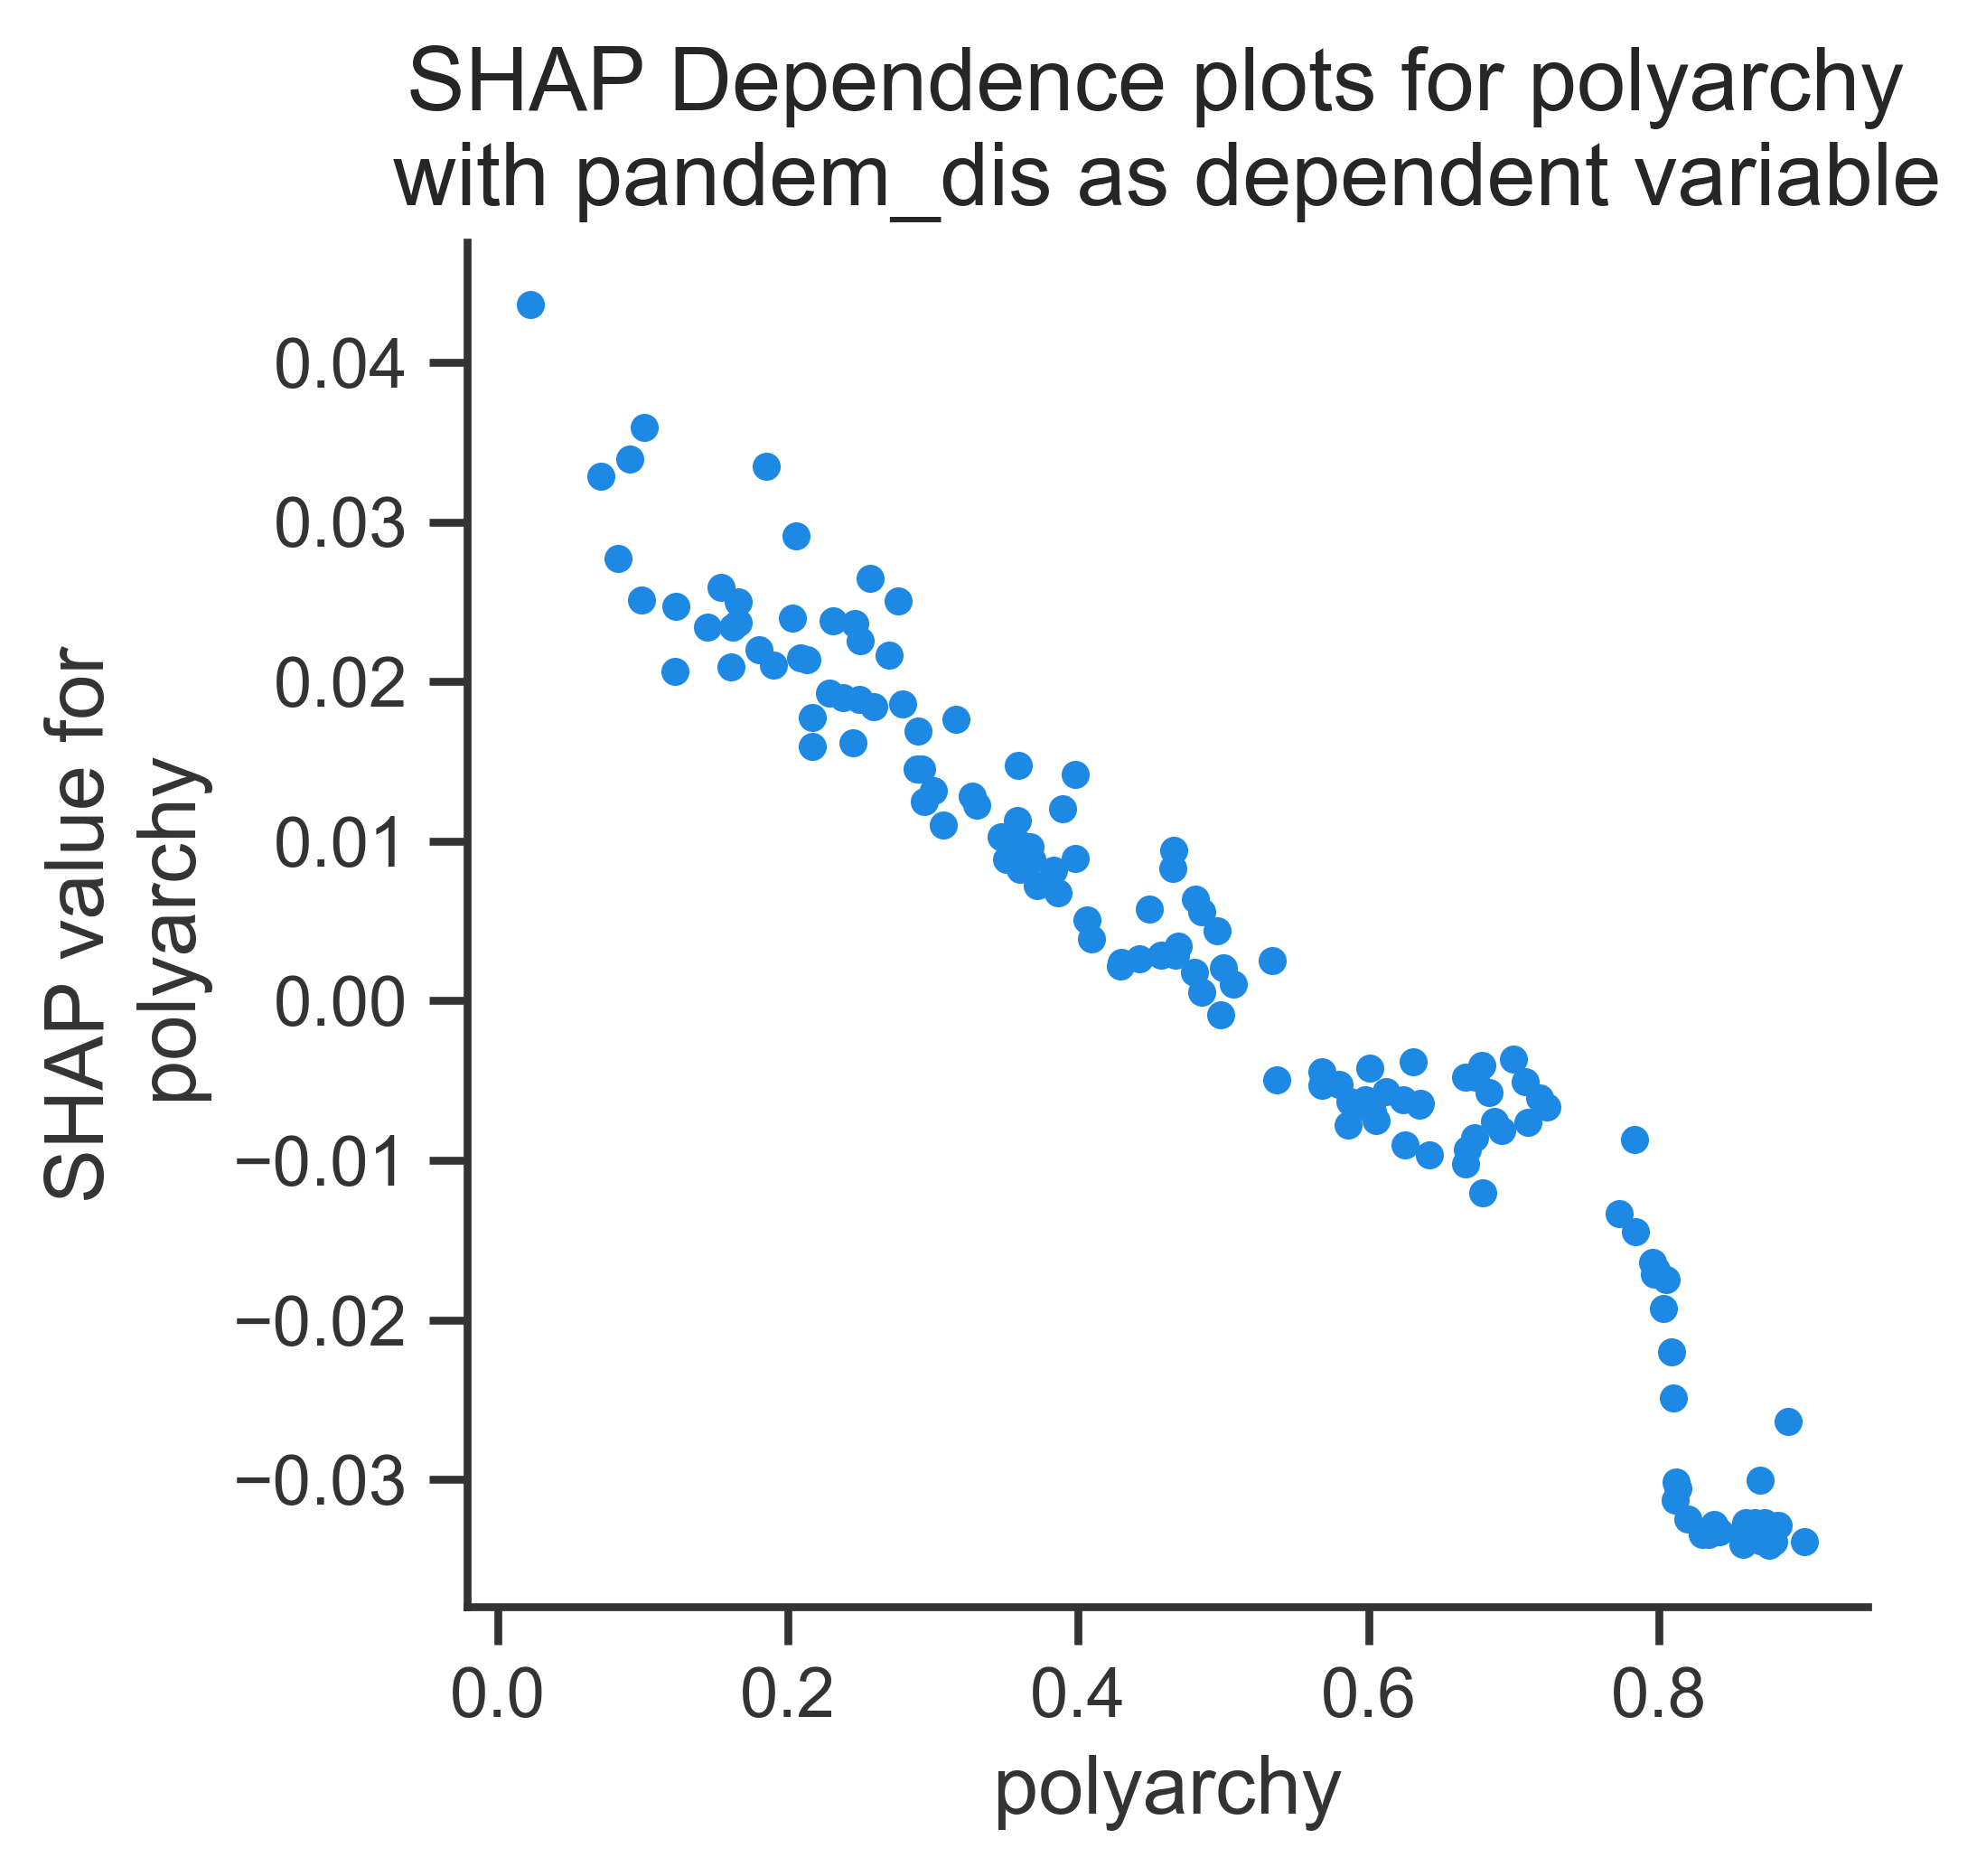 SHAP Dependence plots for polyarchy
with pandem_dis as dependent variable
SHAP value for
polyarchy
0.04
0.03
0.02
0.01
0.00
−0.01
−0.02
−0.03
0.0
0.2
0.4
0.6
0.8
polyarchy